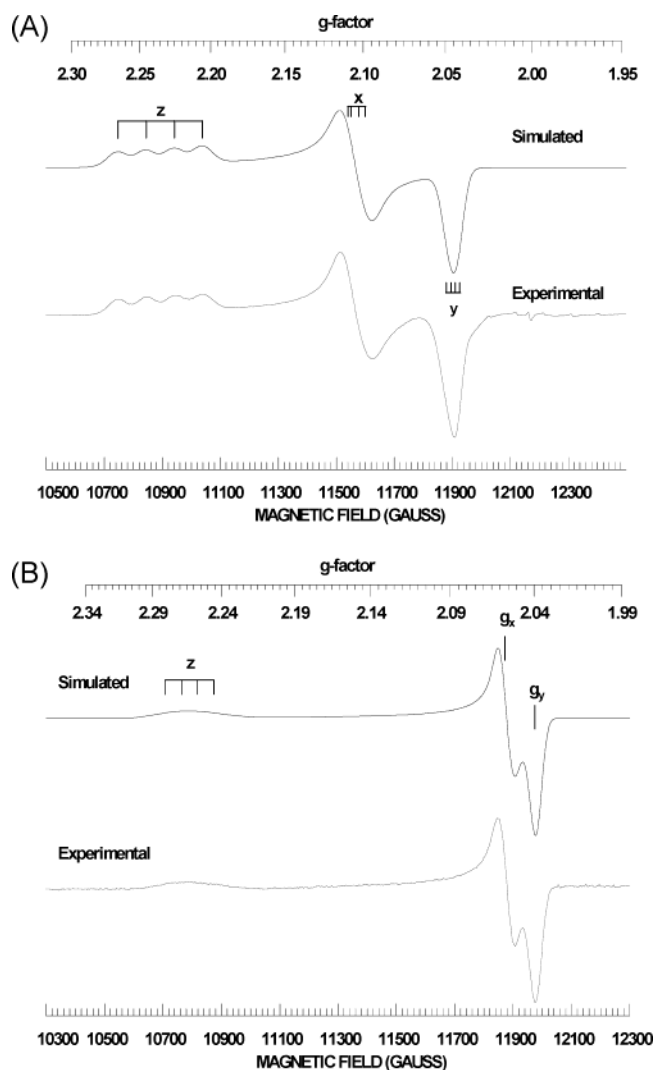 (A)
g-factor
2.30 2.25 2.20 2.15 2.10 2.05 2.00 1.95
z
x
Simulated
y
Experimental
10500 10700 10900 11100 11300 11500 11700 11900 12100 12300
MAGNETIC FIELD (GAUSS)
(B)
g-factor
2.34 2.29 2.24 2.19 2.14 2.09 2.04 1.99
gx
z
Simulated
gy
Experimental
10300 10500 10700 10900 11100 11300 11500 11700 11900 12100 12300
MAGNETIC FIELD (GAUSS)